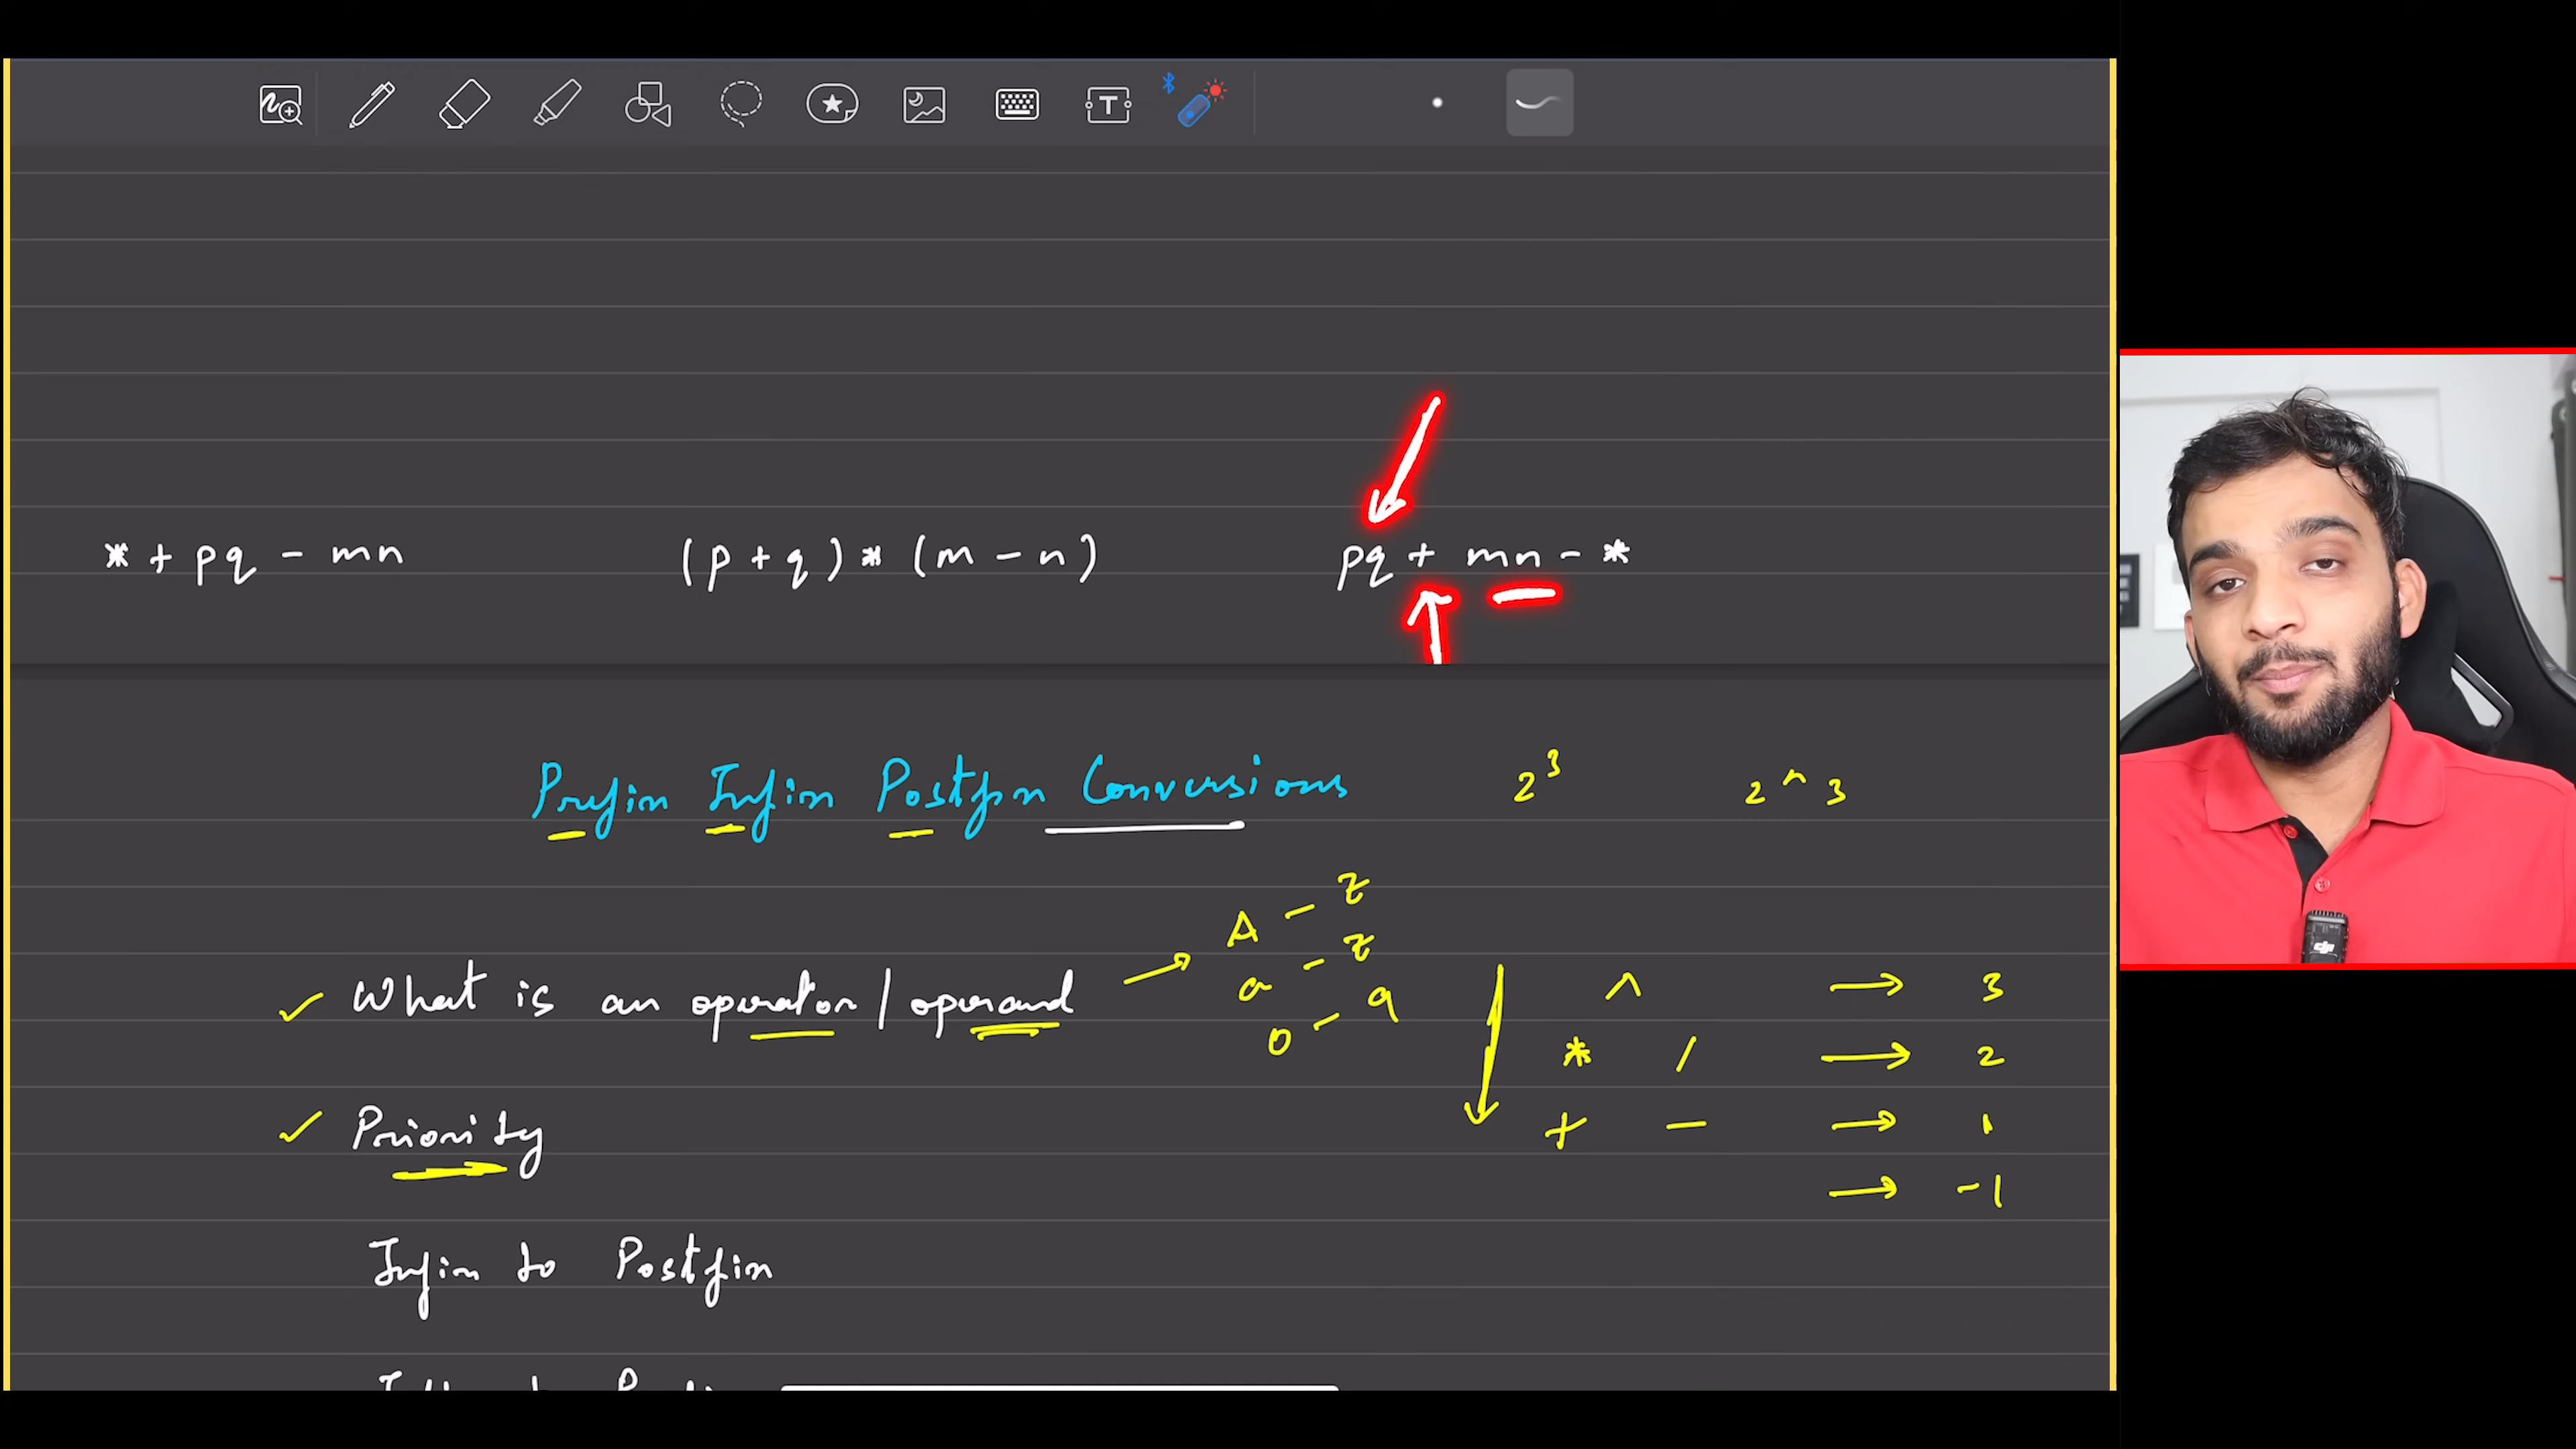 * + pq - mn (p + q) * (m - n) pq + mn - *
Prefix Infix Postfix Conversions 2³ 2 ^ 3
A - Z
a - z
✓ What is an operator / operand → 0 - 9
^ → 3
* / → 2
+ - → 1
→ -1
✓ Priority
Infix to Postfix